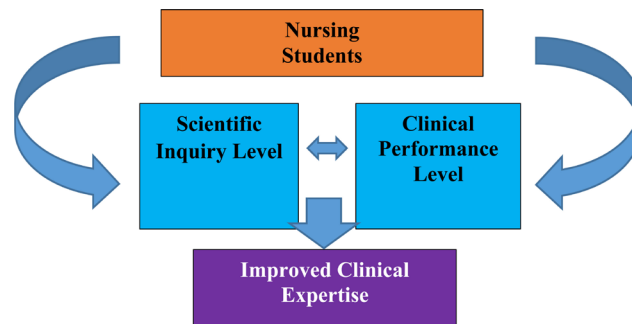 Nursing
Students
Scientific
Inquiry Level
Clinical
Performance
Level
Improved Clinical
Expertise